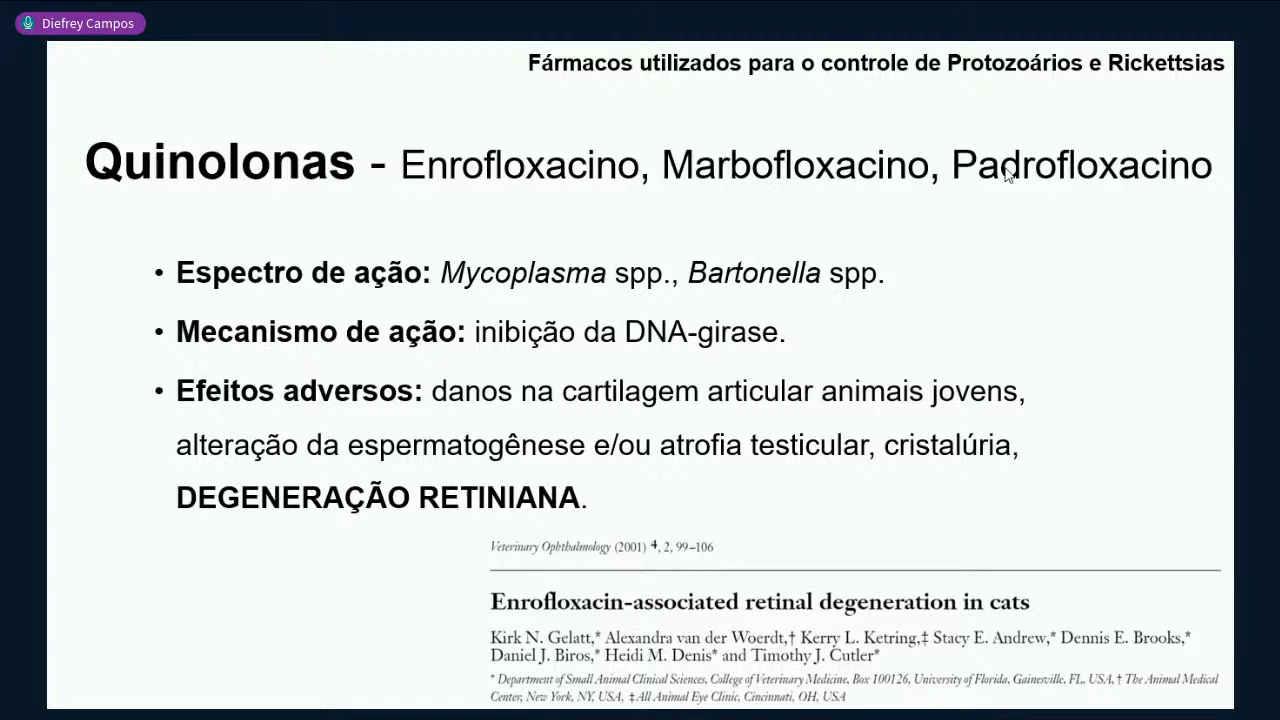 Diefrey Campos
Fármacos utilizados para o controle de Protozoários e Rickettsias
Quinolonas - Enrofloxacino, Marbofloxacino, Padrofloxacino
• Espectro de ação: Mycoplasma spp., Bartonella spp.
• Mecanismo de ação: inibição da DNA-girase.
• Efeitos adversos: danos na cartilagem articular animais jovens,
alteração da espermatogênese e/ou atrofia testicular, cristalúria,
DEGENERAÇÃO RETINIANA.
Veterinary Ophthalmology (2001) 4, 2, 99–106
Enrofloxacin-associated retinal degeneration in cats
Kirk N. Gelatt,* Alexandra van der Woerdt,† Kerry L. Ketring,‡ Stacy E. Andrew,* Dennis E. Brooks,*
Daniel J. Biros,* Heidi M. Denis* and Timothy J. Cutler*
* Department of Small Animal Clinical Sciences, College of Veterinary Medicine, Box 100126, University of Florida, Gainesville, FL, USA, † The Animal Medical
Center, New York, NY, USA, ‡All Animal Eye Clinic, Cincinnati, OH, USA